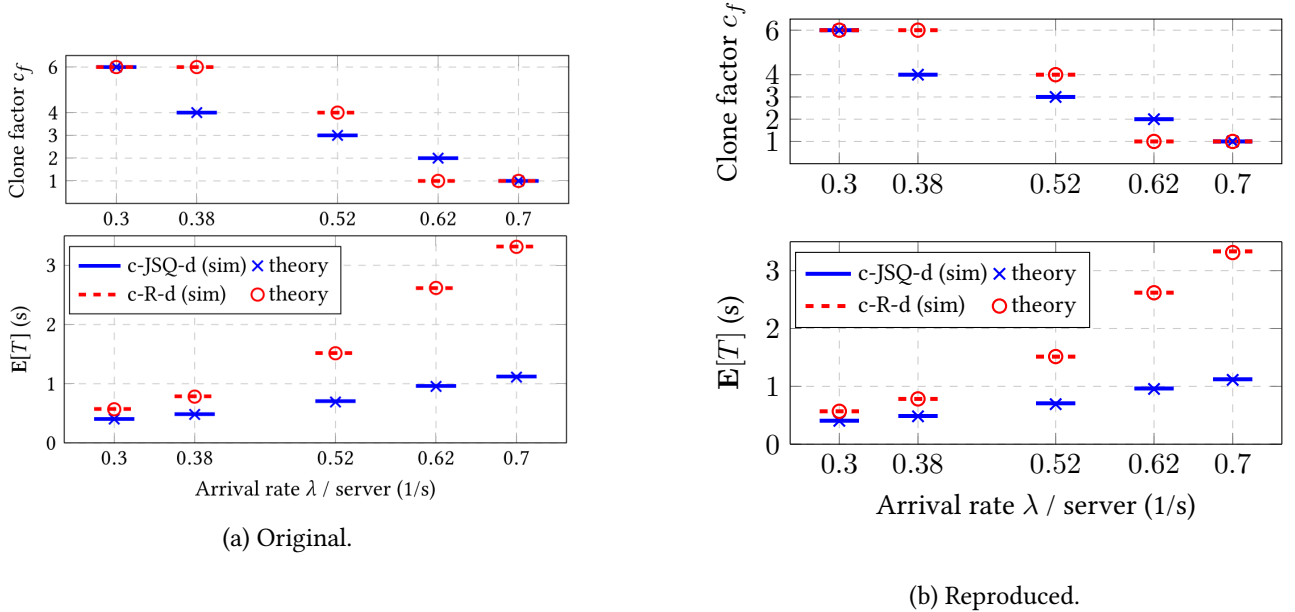 Clone factor c_f
6
4
3
2
1
0.3 0.38 0.52 0.62 0.7
E[T] (s)
3
2
1
0
c-JSQ-d (sim) theory
c-R-d (sim) theory
0.3 0.38 0.52 0.62 0.7
Arrival rate λ / server (1/s)
(a) Original.
Clone factor c_f
6
4
3
2
1
0.3 0.38 0.52 0.62 0.7
E[T] (s)
3
2
1
0
c-JSQ-d (sim) theory
c-R-d (sim) theory
0.3 0.38 0.52 0.62 0.7
Arrival rate λ / server (1/s)
(b) Reproduced.